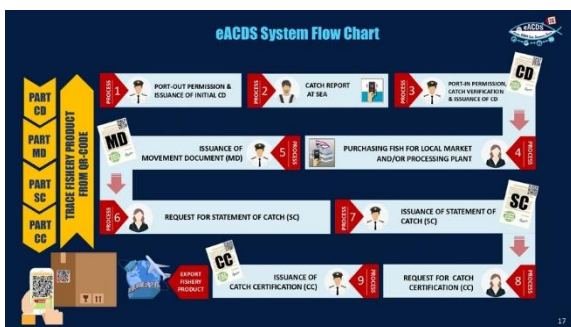 eACDS System Flow Chart
eACDS
PART
CD
PART
MD
PART
SC
PART
CC
TRACE FISHERY PRODUCT
FROM QR-CODE
PROCESS
1
PORT-OUT PERMISSION &
ISSUANCE OF INITIAL CD
PROCESS
2
CATCH REPORT
AT SEA
PROCESS
3
PORT-IN PERMISSION,
CATCH VERIFICATION
& ISSUANCE OF CD
CD
PURCHASING FISH FOR LOCAL MARKET
AND/OR PROCESSING PLANT
4
PROCESS
ISSUANCE OF
MOVEMENT DOCUMENT (MD)
5
PROCESS
MD
PROCESS
6
REQUEST FOR STATEMENT OF CATCH (SC)
PROCESS
7
ISSUANCE OF STATEMENT OF
CATCH (SC)
SC
REQUEST FOR CATCH
CERTIFICATION (CC)
8
PROCESS
ISSUANCE OF
CATCH CERTIFICATION (CC)
9
PROCESS
CC
EXPORT
FISHERY
PRODUCT
17